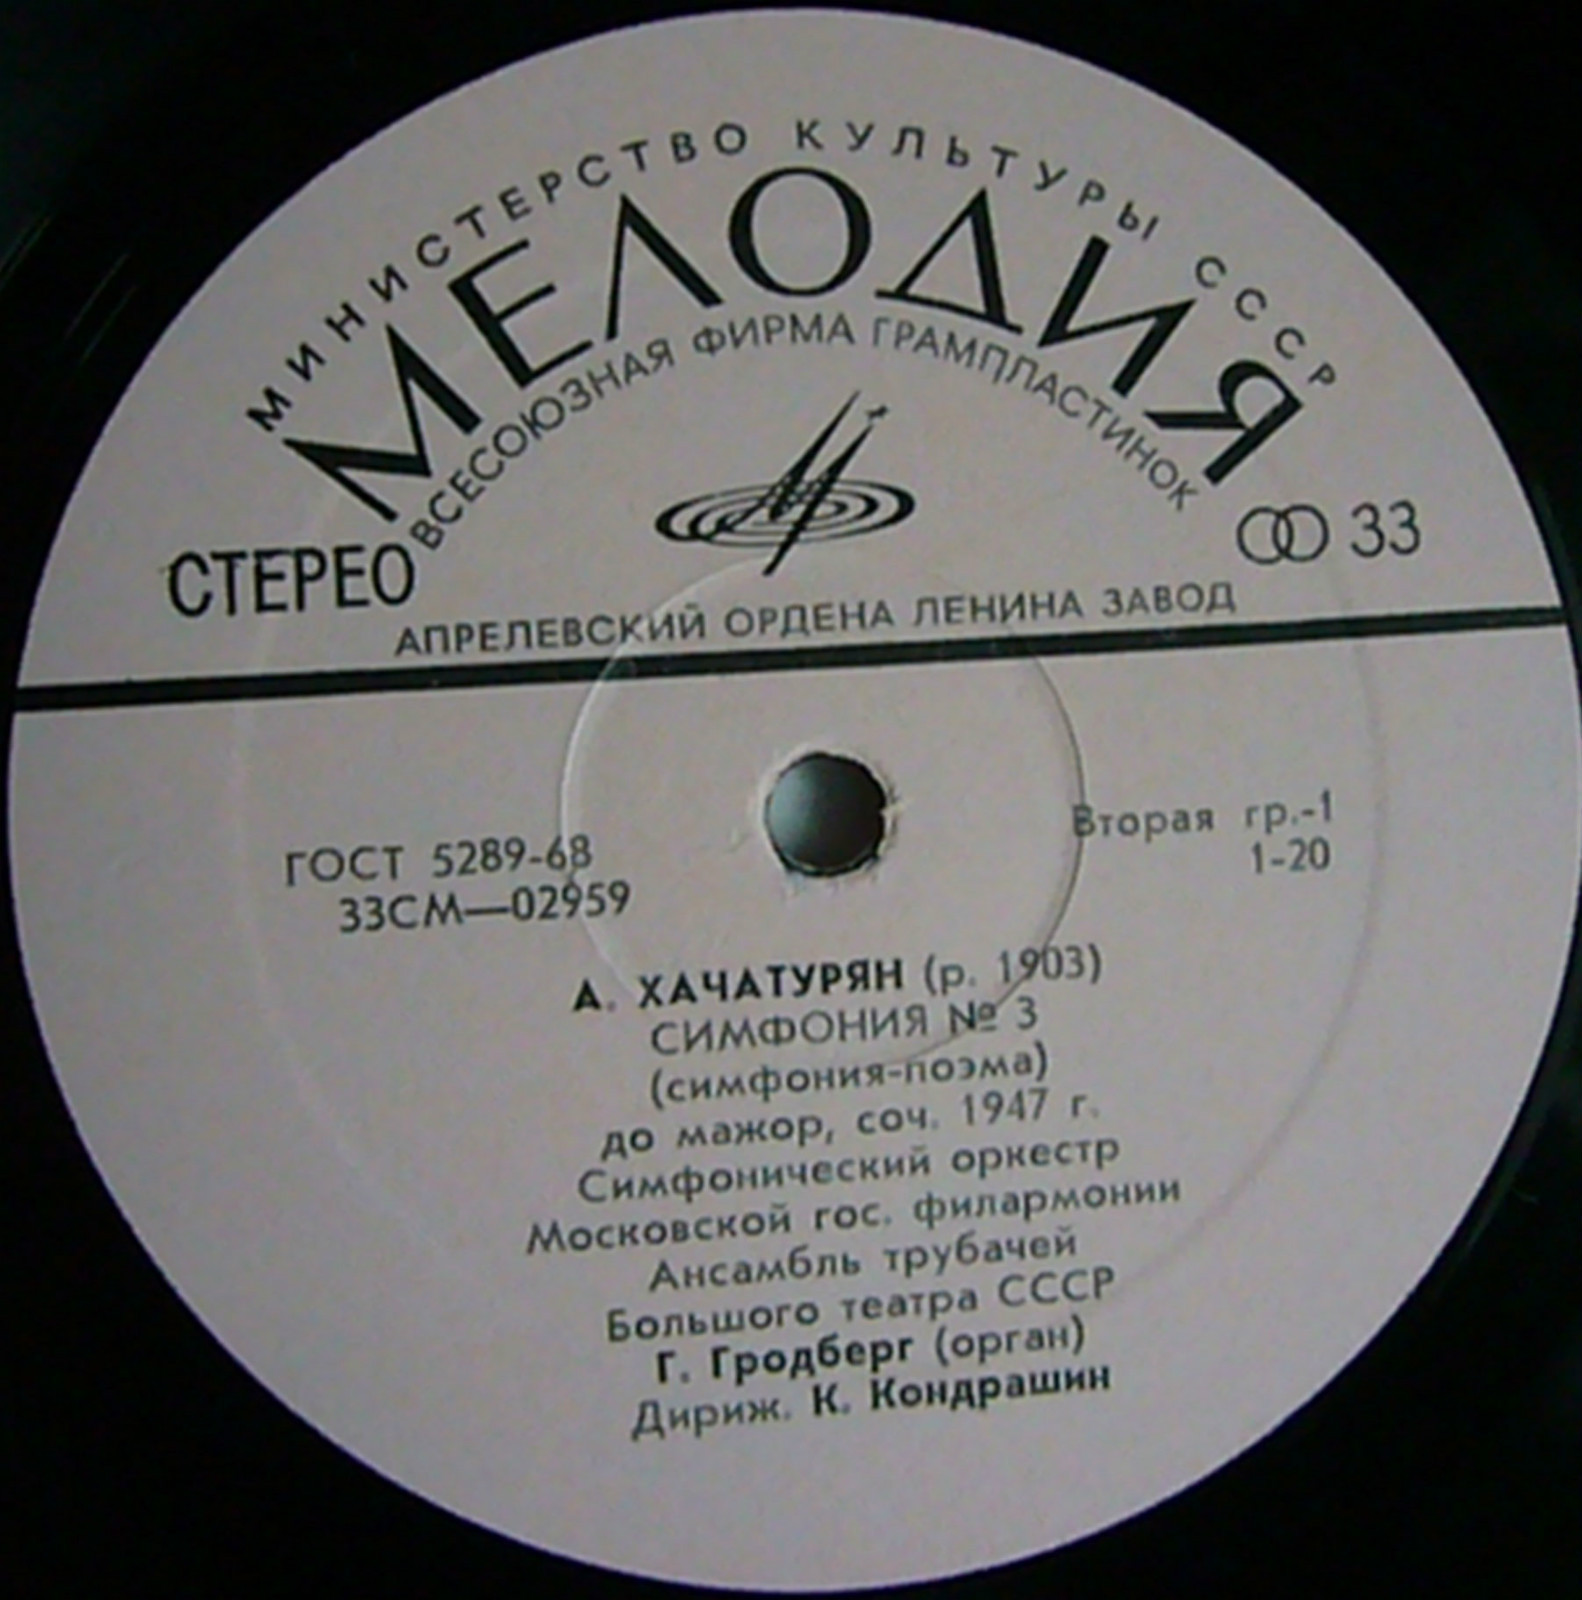 МИНИСТЕРСТВО КУЛЬТУРЫ СССР
МЕЛОДИЯ
ВСЕСОЮЗНАЯ ФИРМА ГРАМПЛАСТИНОК
СТЕРЕО
33
АПРЕЛЕВСКИЙ ОРДЕНА ЛЕНИНА ЗАВОД
ГОСТ 5289-68
33СМ—02959
Вторая гр.-1
1-20
А. ХАЧАТУРЯН (р. 1903)
СИМФОНИЯ № 3
(симфония-поэма)
до мажор, соч. 1947 г.
Симфонический оркестр
Московской гос. филармонии
Ансамбль трубачей
Большого театра СССР
Г. Гродберг (орган)
Дириж. К. Кондрашин